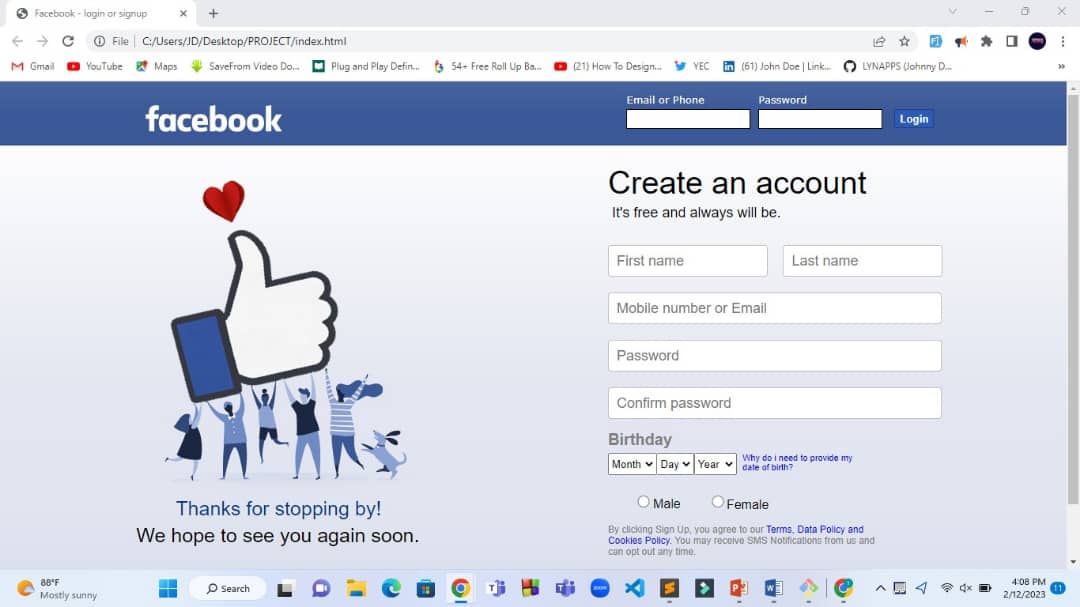 Facebook - login or signup
File C:/Users/JD/Desktop/PROJECT/index.html
Gmail YouTube Maps SaveFrom Video Do... Plug and Play Defin... 54+ Free Roll Up Ba... (21) How To Design... YEC (61) John Doe | Link... LYNAPPS (Johnny D...
facebook
Email or Phone Password
Login
Create an account
It's free and always will be.
First name Last name
Mobile number or Email
Password
Confirm password
Birthday
Month Day Year Why do i need to provide my
date of birth?
Male Female
By clicking Sign Up, you agree to our Terms, Data Policy and
Cookies Policy. You may receive SMS Notifications from us and
can opt out any time.
Thanks for stopping by!
We hope to see you again soon.
88°F
Mostly sunny
Search
4:08 PM
2/12/2023
11